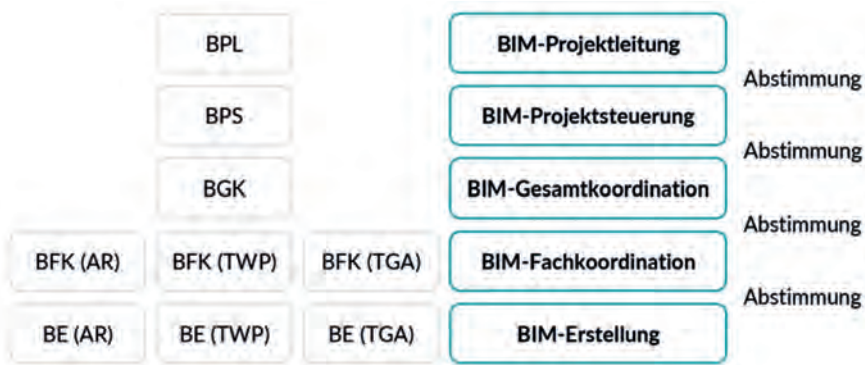 BPL
BIM-Projektleitung
Abstimmung
BPS
BIM-Projektsteuerung
Abstimmung
BGK
BIM-Gesamtkoordination
Abstimmung
BFK (AR)
BFK (TWP)
BFK (TGA)
BIM-Fachkoordination
Abstimmung
BE (AR)
BE (TWP)
BE (TGA)
BIM-Erstellung